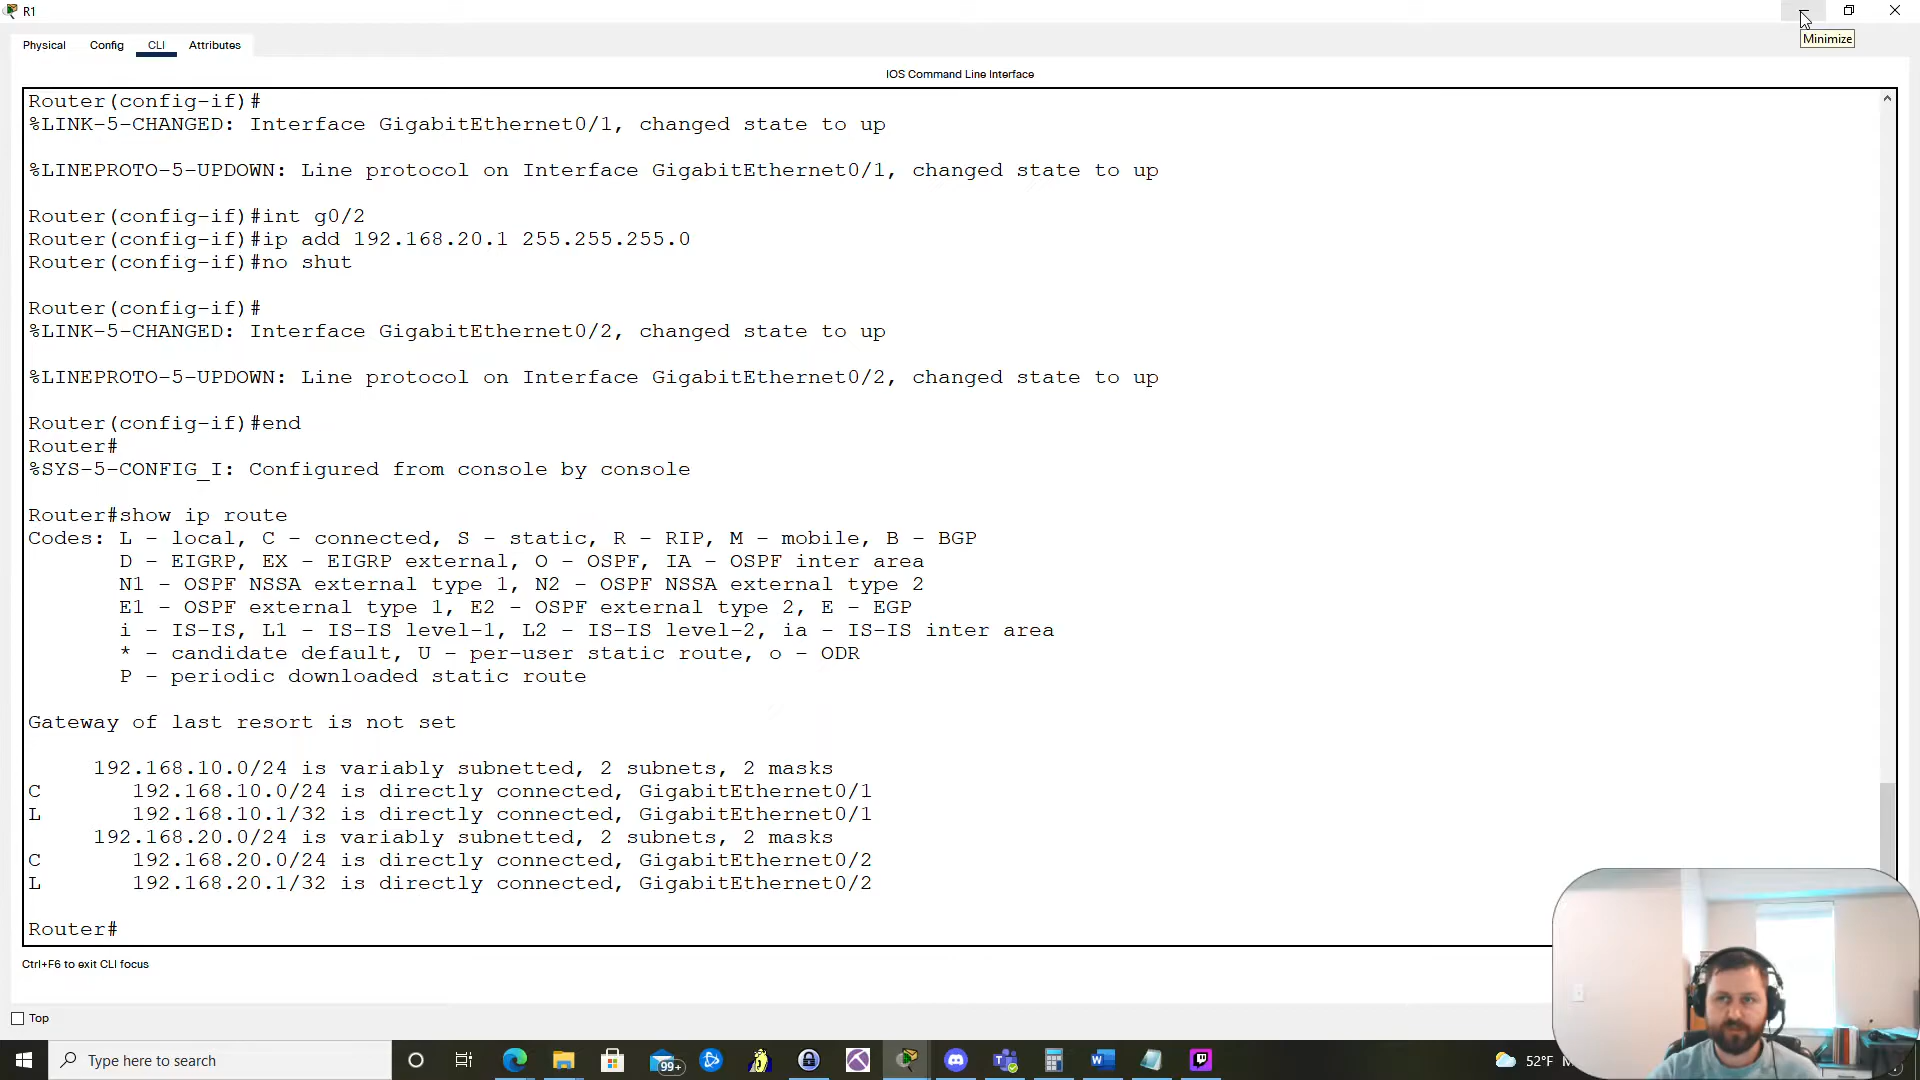 R1
Minimize
Physical Config CLI Attributes
IOS Command Line Interface
Router(config-if)#
%LINK-5-CHANGED: Interface GigabitEthernet0/1, changed state to up
%LINEPROTO-5-UPDOWN: Line protocol on Interface GigabitEthernet0/1, changed state to up
Router(config-if)#int g0/2
Router(config-if)#ip add 192.168.20.1 255.255.255.0
Router(config-if)#no shut
Router(config-if)#
%LINK-5-CHANGED: Interface GigabitEthernet0/2, changed state to up
%LINEPROTO-5-UPDOWN: Line protocol on Interface GigabitEthernet0/2, changed state to up
Router(config-if)#end
Router#
%SYS-5-CONFIG_I: Configured from console by console
Router#show ip route
Codes: L - local, C - connected, S - static, R - RIP, M - mobile, B - BGP
D - EIGRP, EX - EIGRP external, O - OSPF, IA - OSPF inter area
N1 - OSPF NSSA external type 1, N2 - OSPF NSSA external type 2
E1 - OSPF external type 1, E2 - OSPF external type 2, E - EGP
i - IS-IS, L1 - IS-IS level-1, L2 - IS-IS level-2, ia - IS-IS inter area
* - candidate default, U - per-user static route, o - ODR
P - periodic downloaded static route
Gateway of last resort is not set
192.168.10.0/24 is variably subnetted, 2 subnets, 2 masks
C 192.168.10.0/24 is directly connected, GigabitEthernet0/1
L 192.168.10.1/32 is directly connected, GigabitEthernet0/1
192.168.20.0/24 is variably subnetted, 2 subnets, 2 masks
C 192.168.20.0/24 is directly connected, GigabitEthernet0/2
L 192.168.20.1/32 is directly connected, GigabitEthernet0/2
Router#
Ctrl+F6 to exit CLI focus
Top
Type here to search
99+
52°F